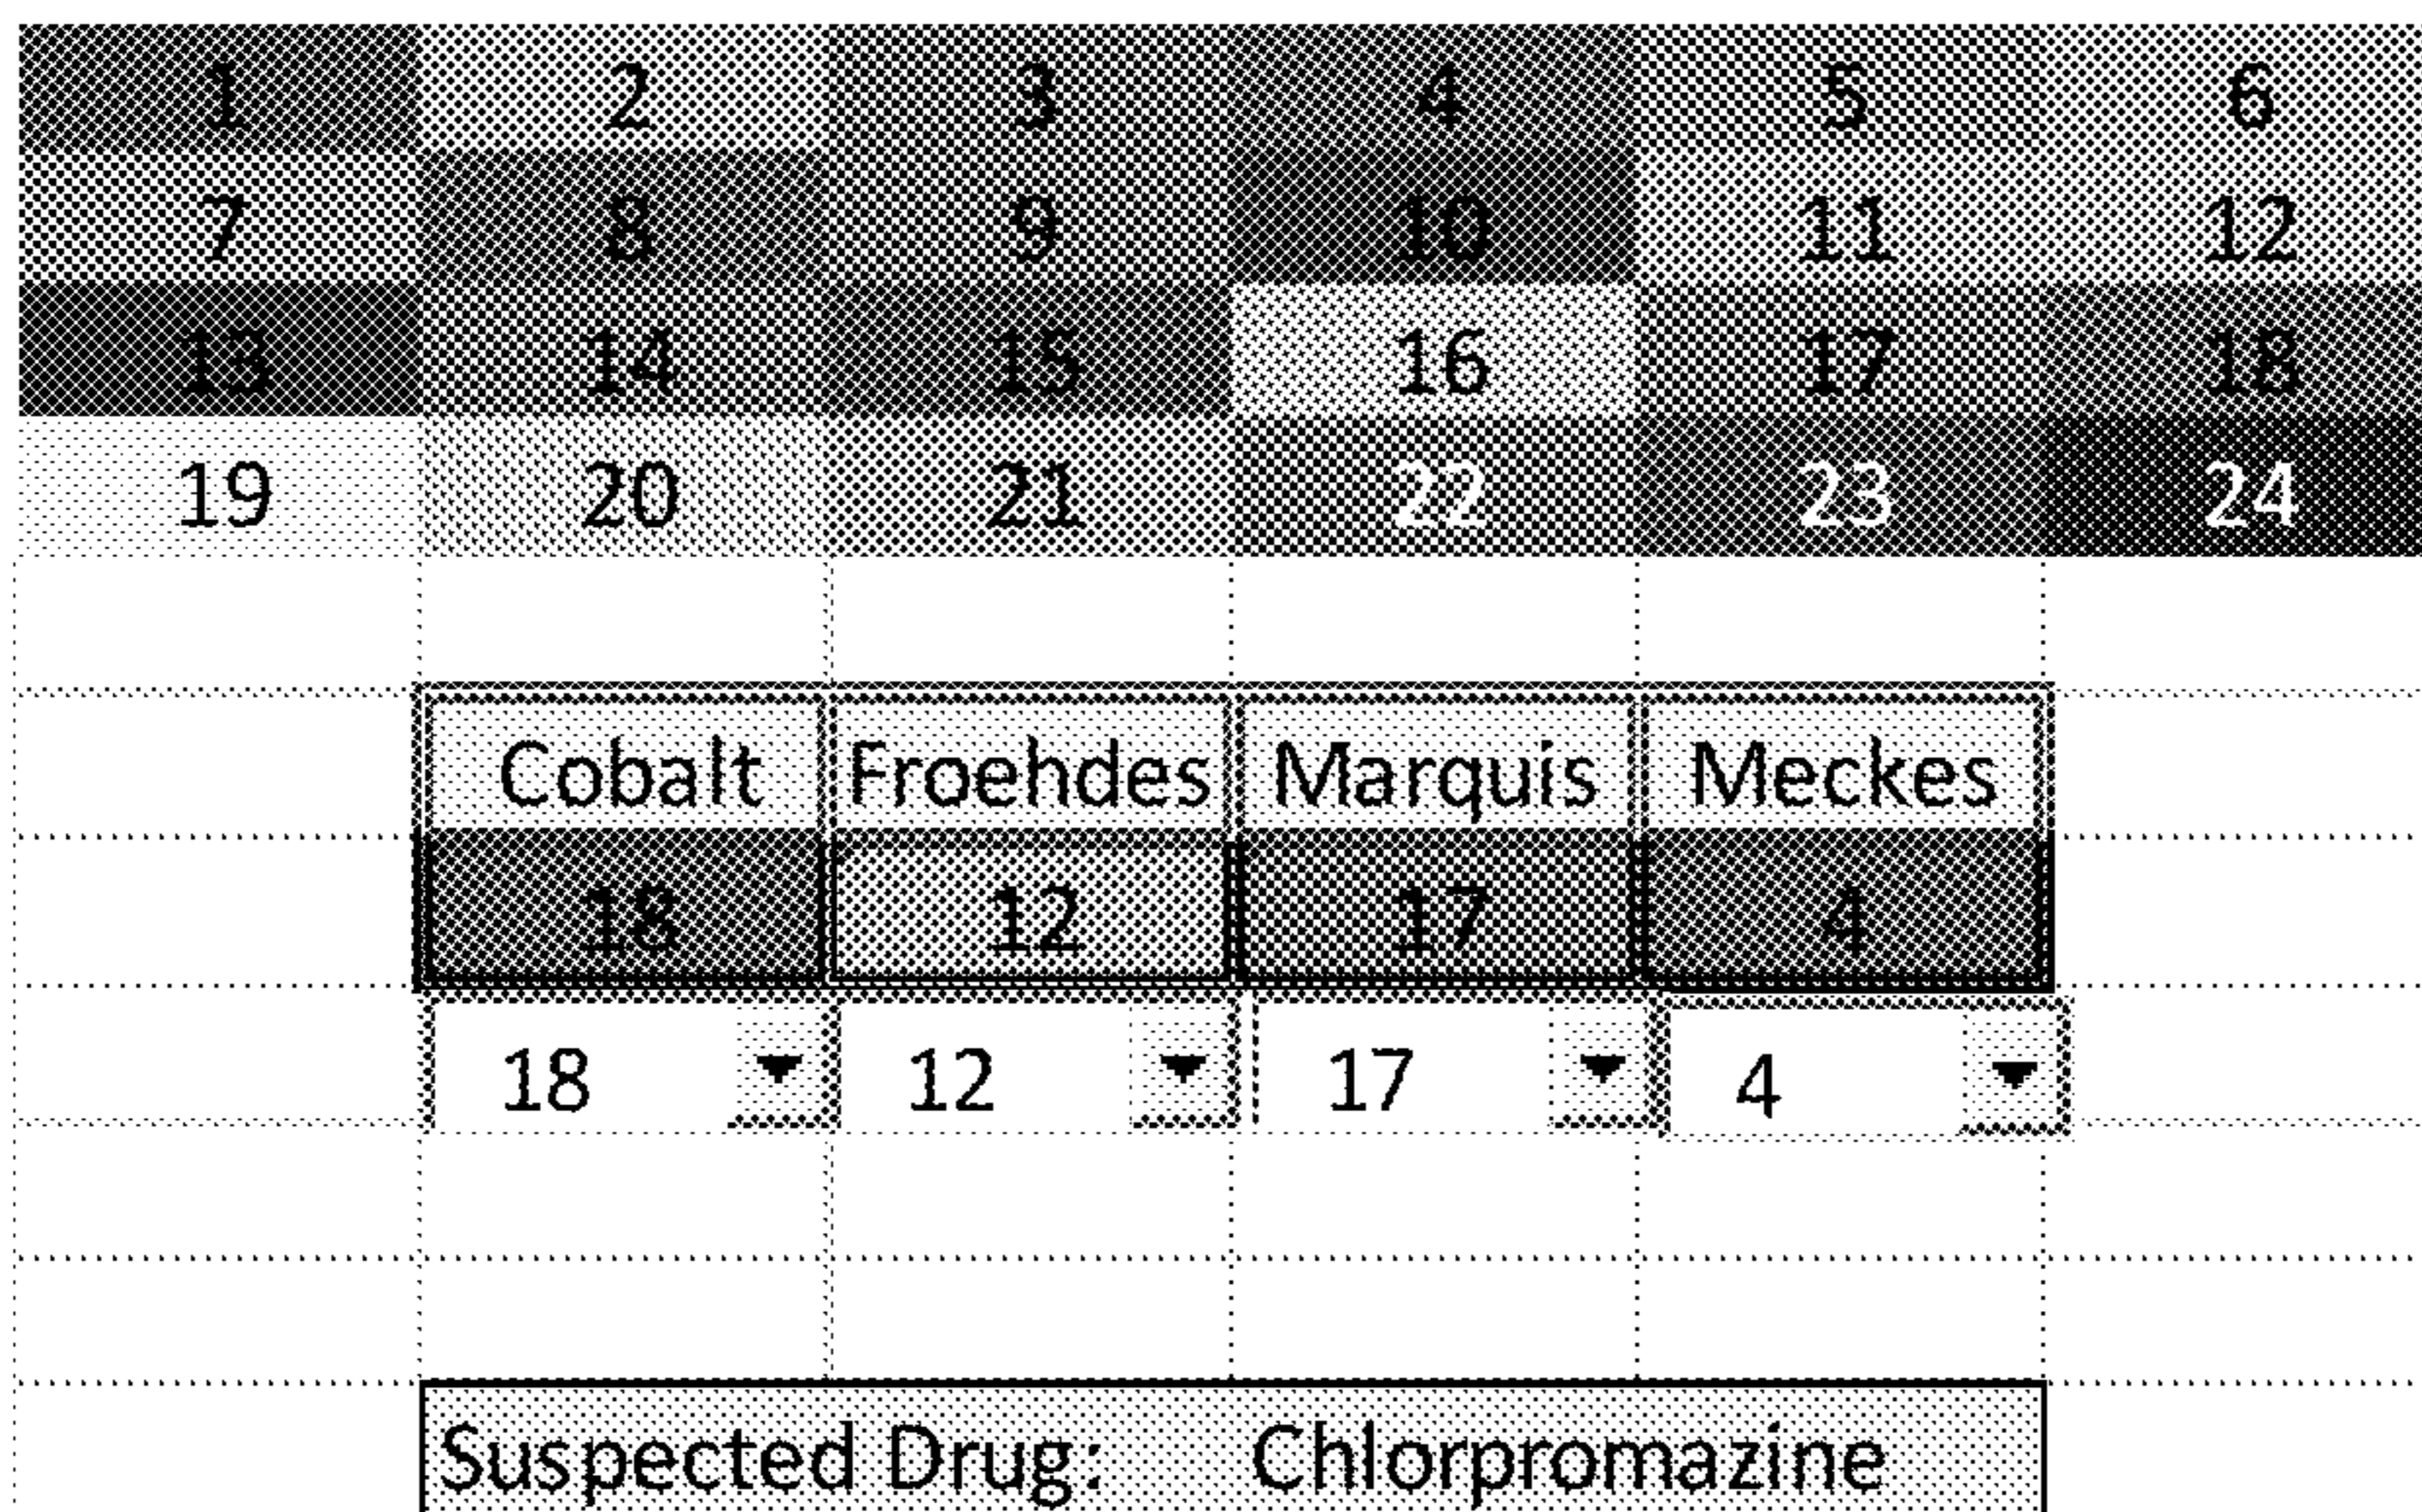 1 2 3 4 5 6
7 8 9 10 11 12
13 14 15 16 17 18
19 20 21 22 23 24
Cobalt Froehdes Marquis Meckes
18 12 17 4
18 12 17 4
Suspected Drug: Chlorpromazine